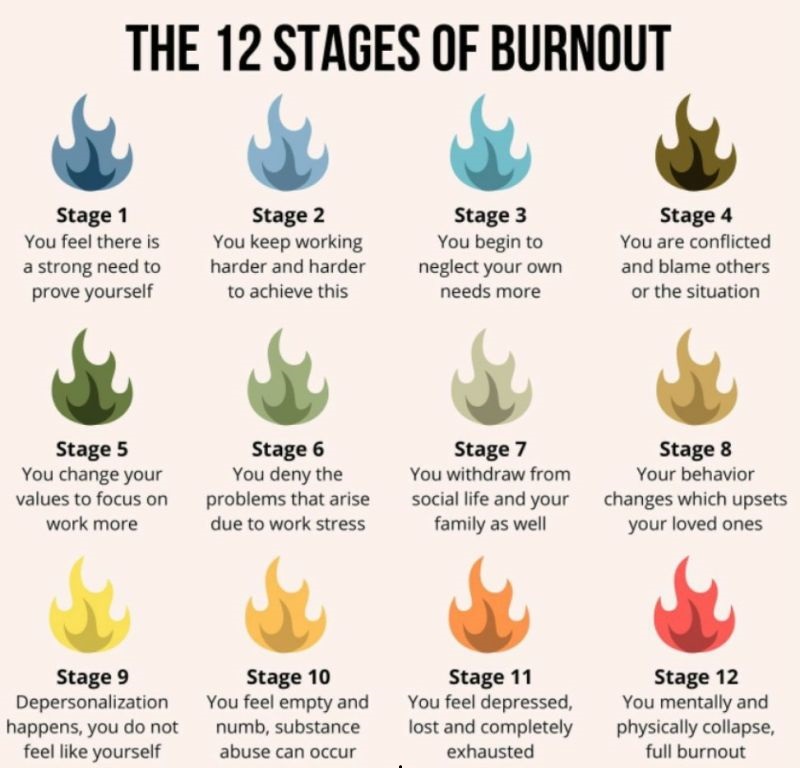 THE 12 STAGES OF BURNOUT
Stage 1
You feel there is
a strong need to
prove yourself
Stage 2
You keep working
harder and harder
to achieve this
Stage 3
You begin to
neglect your own
needs more
Stage 4
You are conflicted
and blame others
or the situation
Stage 5
You change your
values to focus on
work more
Stage 6
You deny the
problems that arise
due to work stress
Stage 7
You withdraw from
social life and your
family as well
Stage 8
Your behavior
changes which upsets
your loved ones
Stage 9
Depersonalization
happens, you do not
feel like yourself
Stage 10
You feel empty and
numb, substance
abuse can occur
Stage 11
You feel depressed,
lost and completely
exhausted
Stage 12
You mentally and
physically collapse,
full burnout